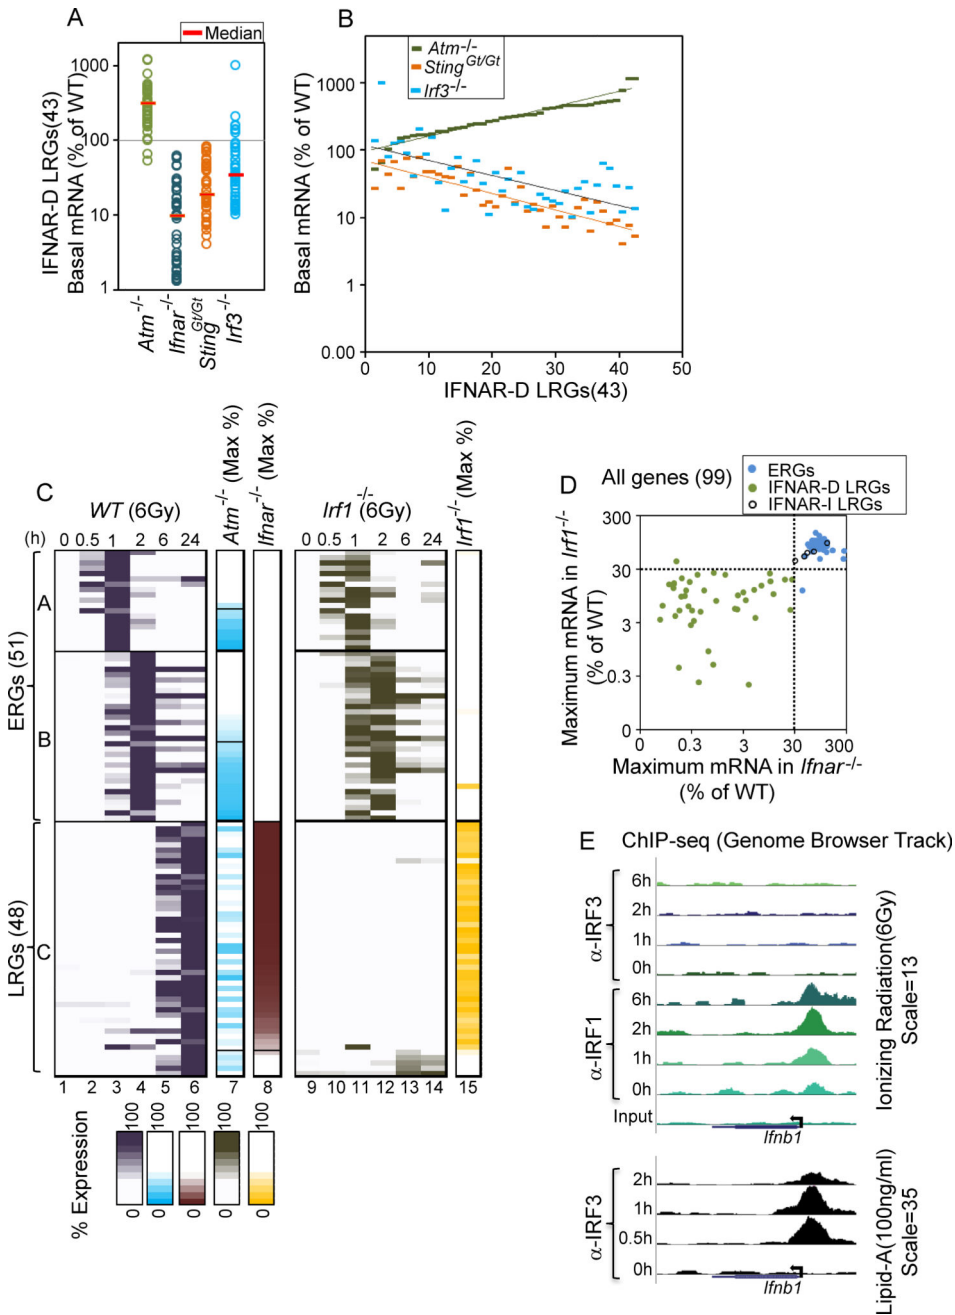 A
Median
IFNAR-D LRGs(43)
Basal mRNA (% of WT)
1000
100
10
1
Atm-/-
Ifnar-/-
StingGt/Gt
Irf3-/-
B
Basal mRNA (% of WT)
Atm-/-
StingGt/Gt
Irf3-/-
1000
100
10
1
0.00
0 10 20 30 40 50
IFNAR-D LRGs(43)
C
WT (6Gy)
Atm-/- (Max %)
Ifnar-/- (Max %)
Irf1-/- (6Gy)
Irf1-/- (Max %)
(h) 0 0.5 1 2 6 24
0 0.5 1 2 6 24
ERGs (51)
A
B
LRGs (48)
C
1 2 3 4 5 6 7 8 9 10 11 12 13 14 15
% Expression
0 100
0 100
0 100
0 100
0 100
D
All genes (99)
ERGs
IFNAR-D LRGs
IFNAR-I LRGs
Maximum mRNA in Irf1-/-
(% of WT)
300
30
3
0.3
0
0 0.3 3 30 300
Maximum mRNA in Ifnar-/-
(% of WT)
E
ChIP-seq (Genome Browser Track)
α-IRF3
6h
2h
1h
0h
α-IRF1
6h
2h
1h
0h
Input
Ifnb1
Ionizing Radiation(6Gy)
Scale=13
α-IRF3
2h
1h
0.5h
0h
Ifnb1
Lipid-A(100ng/ml)
Scale=35